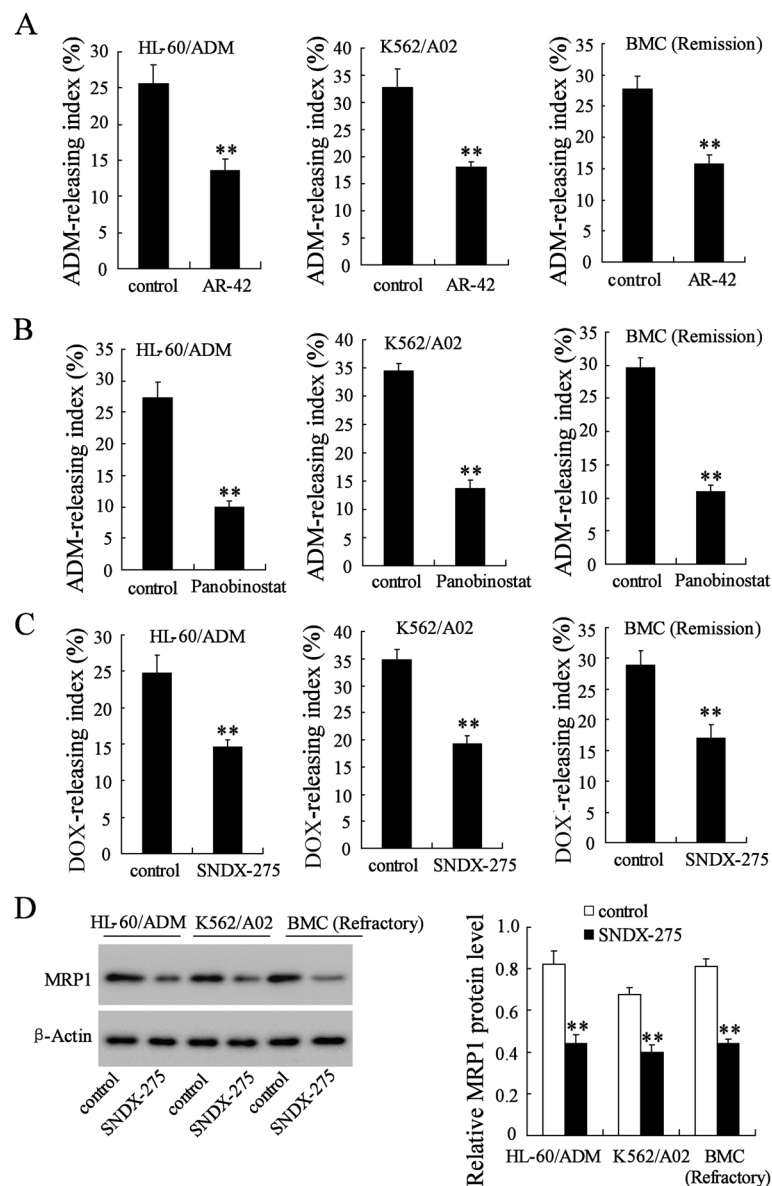 A
ADM-releasing index (%)
HL-60/ADM
30
25
20
15
10
5
0
**
control AR-42
ADM-releasing index (%)
K562/A02
40
35
30
25
20
15
10
5
0
**
control AR-42
ADM-releasing index (%)
BMC (Remission)
35
30
25
20
15
10
5
0
**
control AR-42
B
ADM-releasing index (%)
HL-60/ADM
35
30
25
20
15
10
5
0
**
control Panobinostat
ADM-releasing index (%)
K562/A02
40
35
30
25
20
15
10
5
0
**
control Panobinostat
ADM-releasing index (%)
BMC (Remission)
35
30
25
20
15
10
5
0
**
control Panobinostat
C
DOX-releasing index (%)
HL-60/ADM
30
25
20
15
10
5
0
**
control SNDX-275
DOX-releasing index (%)
K562/A02
40
35
30
25
20
15
10
5
0
**
control SNDX-275
DOX-releasing index (%)
BMC (Remission)
35
30
25
20
15
10
5
0
**
control SNDX-275
D
HL-60/ADM K562/A02 BMC (Refractory)
MRP1
β-Actin
control
SNDX-275
control
SNDX-275
control
SNDX-275
Relative MRP1 protein level
control
SNDX-275
1.0
0.8
0.6
0.4
0.2
0
**
**
**
HL-60/ADM K562/A02 BMC
(Refractory)